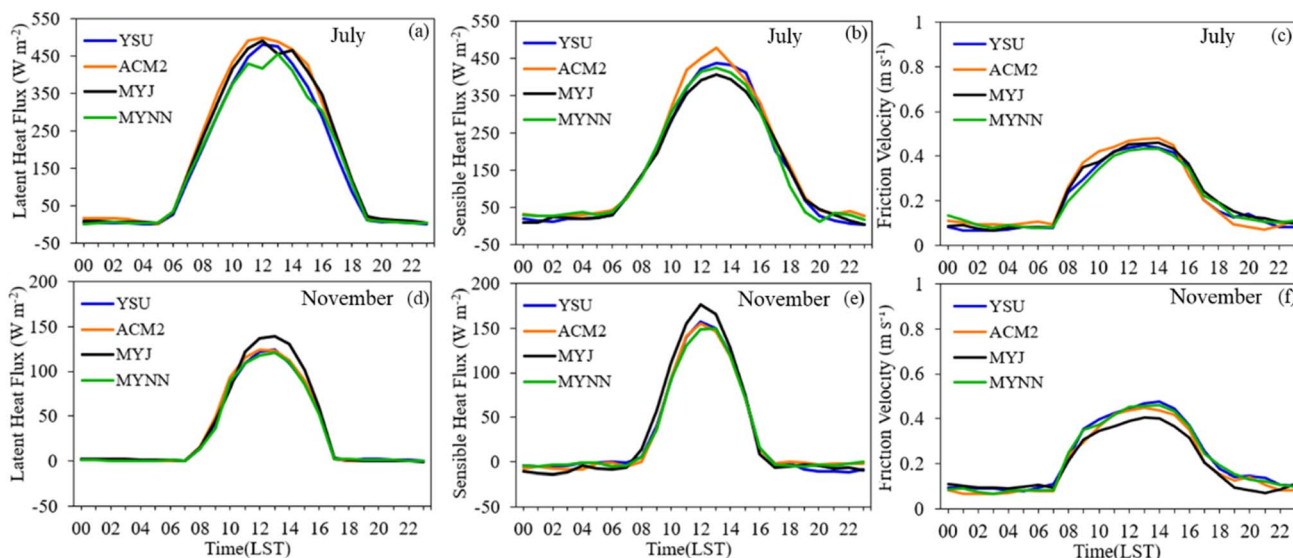 Latent Heat Flux (W m⁻²)
550
450
350
250
150
50
-50
YSU
ACM2
MYJ
MYNN
July
(a)
00 02 04 06 08 10 12 14 16 18 20 22
Sensible Heat Flux (W m⁻²)
550
450
350
250
150
50
-50
YSU
ACM2
MYJ
MYNN
July
(b)
00 02 04 06 08 10 12 14 16 18 20 22
Friction Velocity (m s⁻¹)
1
0.8
0.6
0.4
0.2
0
YSU
ACM2
MYJ
MYNN
July
(c)
00 02 04 06 08 10 12 14 16 18 20 22
Latent Heat Flux (W m⁻²)
200
150
100
50
0
-50
YSU
ACM2
MYJ
MYNN
November
(d)
00 02 04 06 08 10 12 14 16 18 20 22
Time(LST)
Sensible Heat Flux (W m⁻²)
200
150
100
50
0
-50
YSU
ACM2
MYJ
MYNN
November
(e)
00 02 04 06 08 10 12 14 16 18 20 22
Time(LST)
Friction Velocity (m s⁻¹)
1
0.8
0.6
0.4
0.2
0
YSU
ACM2
MYJ
MYNN
November
(f)
00 02 04 06 08 10 12 14 16 18 20 22
Time(LST)